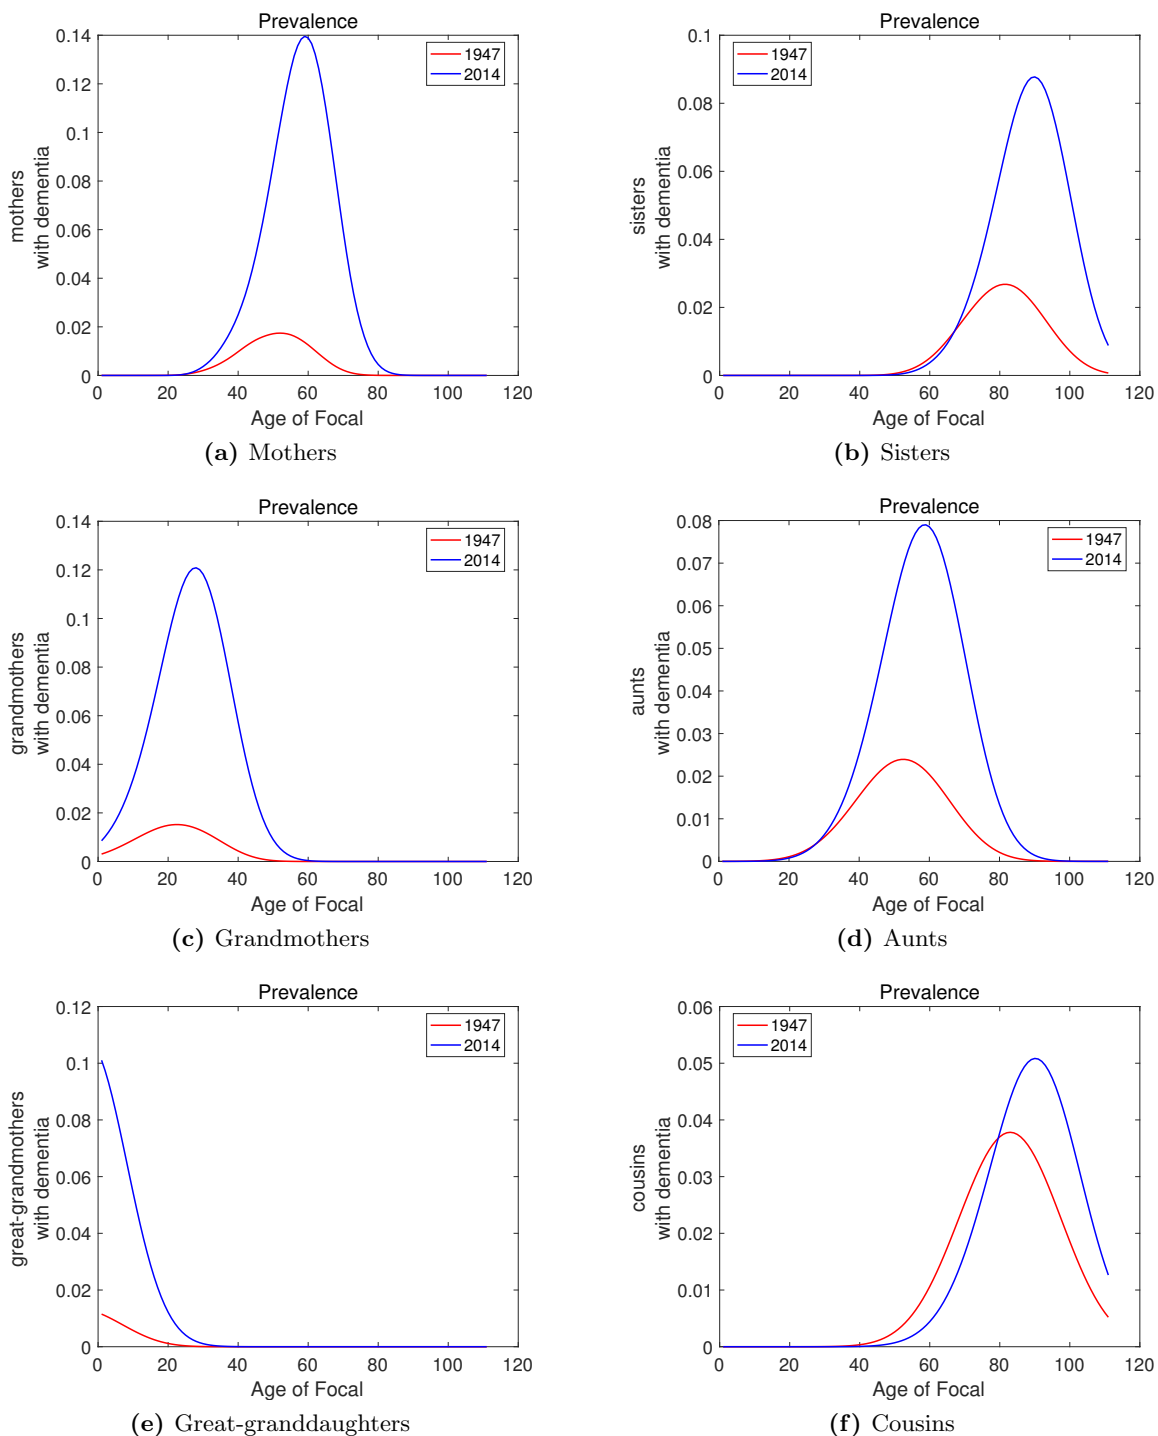 Prevalence
0.14
0.12
0.1
0.08
0.06
0.04
0.02
0
mothers
with dementia
1947
2014
0 20 40 60 80 100 120
Age of Focal
(a) Mothers
Prevalence
0.1
0.08
0.06
0.04
0.02
0
sisters
with dementia
1947
2014
0 20 40 60 80 100 120
Age of Focal
(b) Sisters
Prevalence
0.14
0.12
0.1
0.08
0.06
0.04
0.02
0
grandmothers
with dementia
1947
2014
0 20 40 60 80 100 120
Age of Focal
(c) Grandmothers
Prevalence
0.08
0.07
0.06
0.05
0.04
0.03
0.02
0.01
0
aunts
with dementia
1947
2014
0 20 40 60 80 100 120
Age of Focal
(d) Aunts
Prevalence
0.12
0.1
0.08
0.06
0.04
0.02
0
great-grandmothers
with dementia
1947
2014
0 20 40 60 80 100 120
Age of Focal
(e) Great-granddaughters
Prevalence
0.06
0.05
0.04
0.03
0.02
0.01
0
cousins
with dementia
1947
2014
0 20 40 60 80 100 120
Age of Focal
(f) Cousins